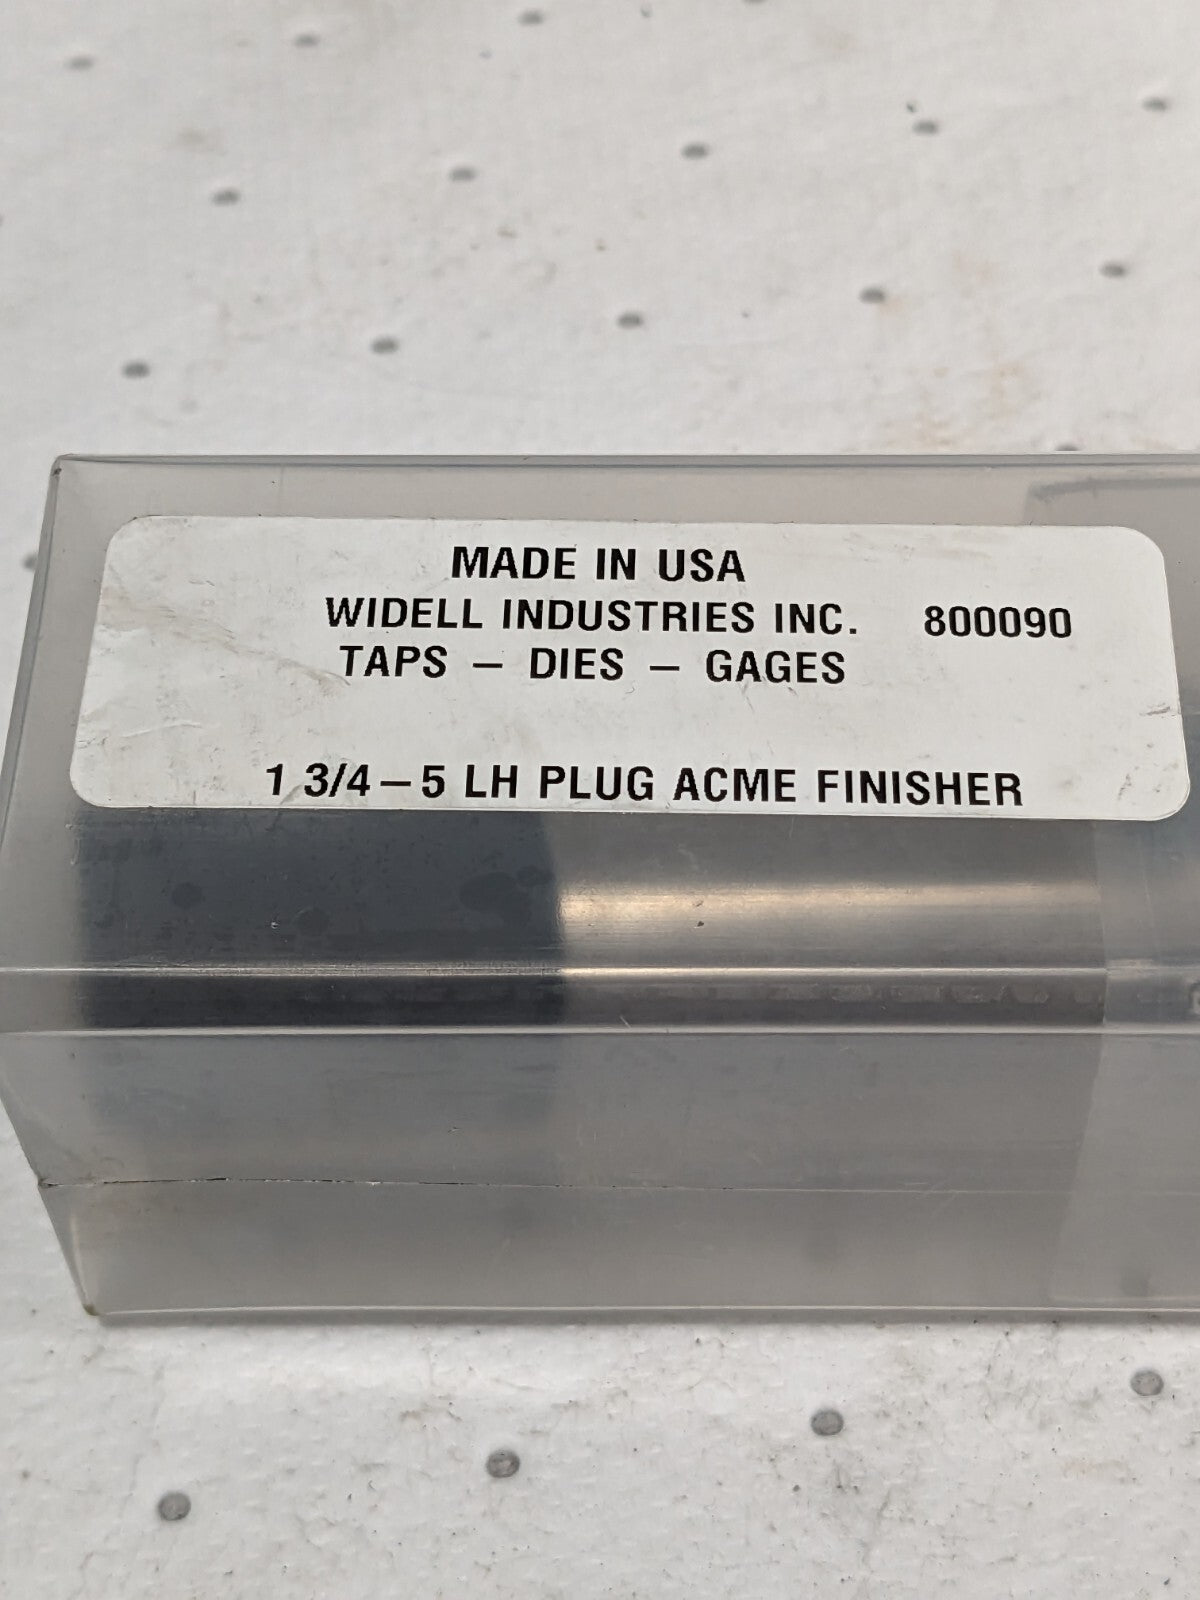 MADE IN USA
WIDELL INDUSTRIES INC. 800090
TAPS – DIES – GAGES
1 3/4–5 LH PLUG ACME FINISHER